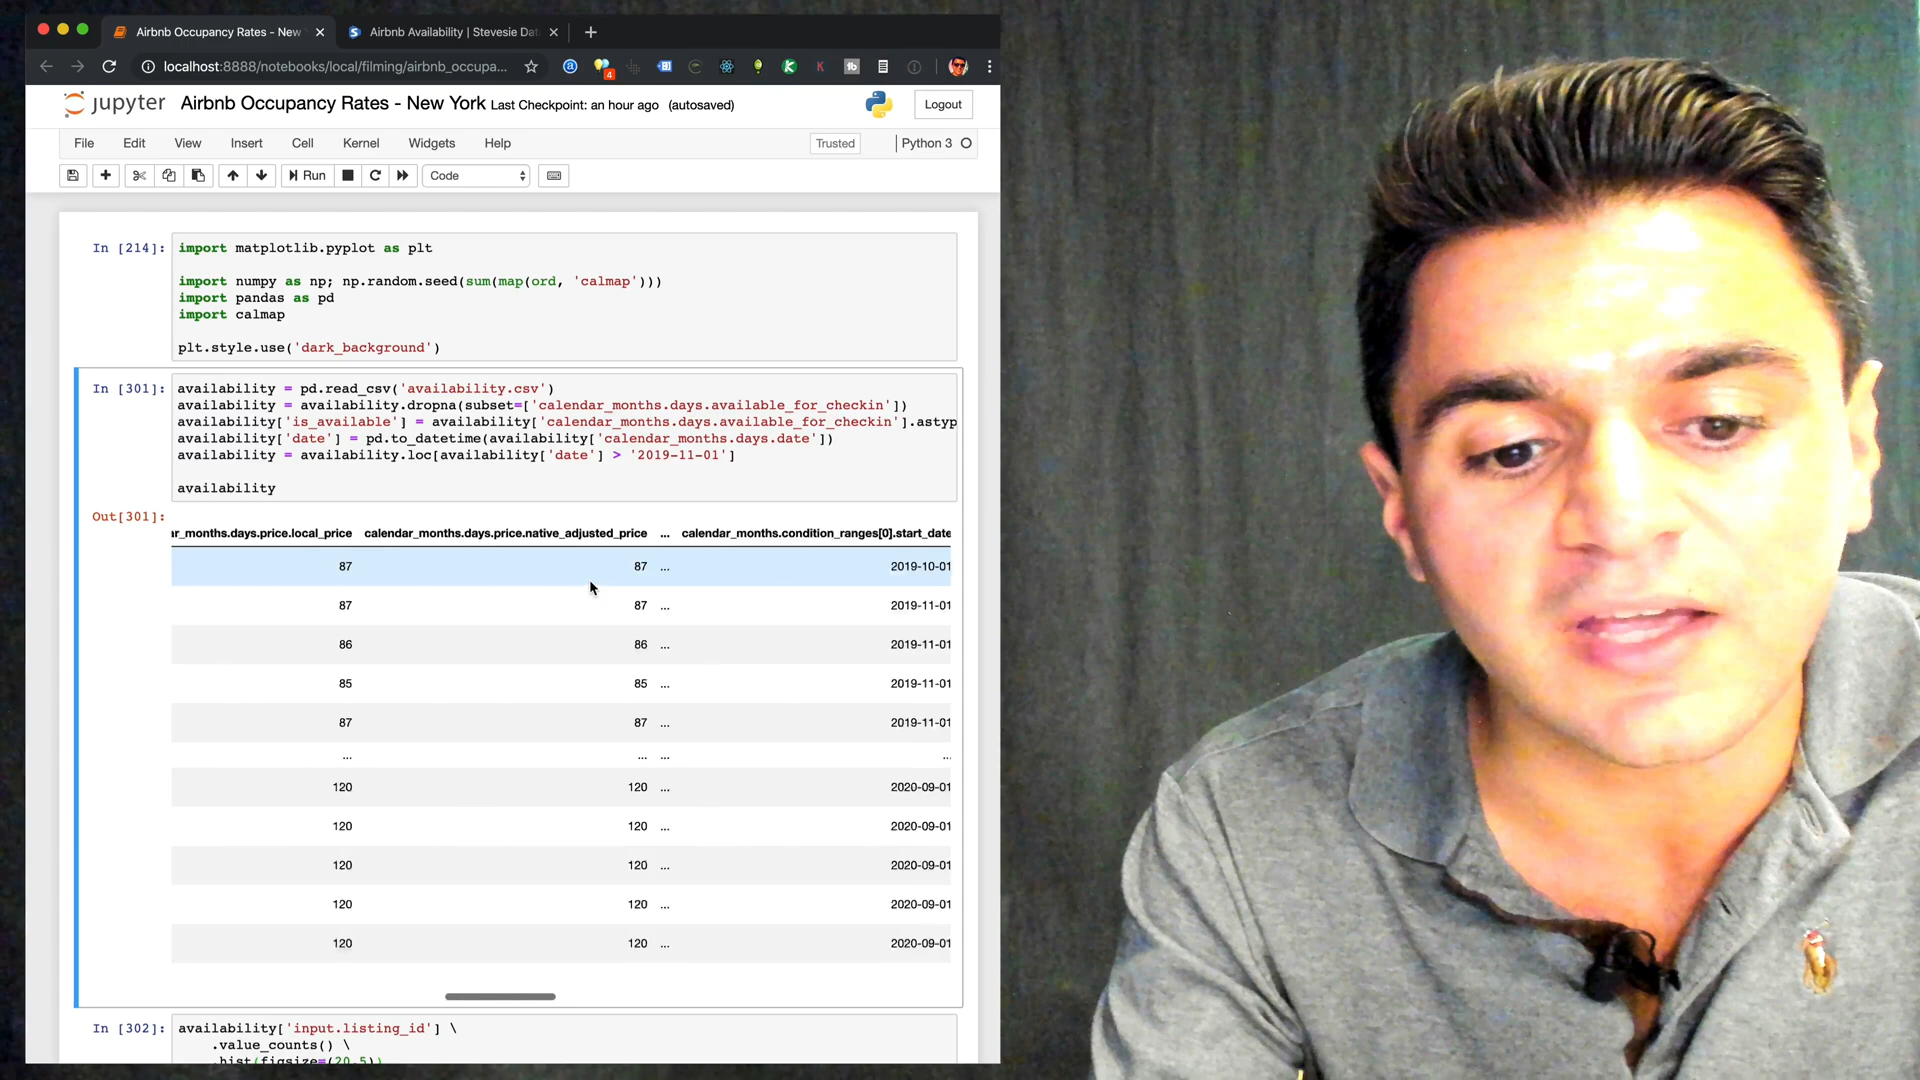 Airbnb Occupancy Rates - New
Airbnb Availability | Stevesie Dat
localhost:8888/notebooks/local/filming/airbnb_occupa...
4
jupyter Airbnb Occupancy Rates - New York Last Checkpoint: an hour ago (autosaved)
Logout
File Edit View Insert Cell Kernel Widgets Help
Trusted
Python 3
Run
Code
In [214]:
import matplotlib.pyplot as plt
import numpy as np; np.random.seed(sum(map(ord, 'calmap')))
import pandas as pd
import calmap
plt.style.use('dark_background')
In [301]:
availability = pd.read_csv('availability.csv')
availability = availability.dropna(subset=['calendar_months.days.available_for_checkin'])
availability['is_available'] = availability['calendar_months.days.available_for_checkin'].astyp
availability['date'] = pd.to_datetime(availability['calendar_months.days.date'])
availability = availability.loc[availability['date'] > '2019-11-01']
availability
Out[301]:
ar_months.days.price.local_price calendar_months.days.price.native_adjusted_price ... calendar_months.condition_ranges[0].start_date
87 87 ... 2019-10-01
87 87 ... 2019-11-01
86 86 ... 2019-11-01
85 85 ... 2019-11-01
87 87 ... 2019-11-01
... ... ... ...
120 120 ... 2020-09-01
120 120 ... 2020-09-01
120 120 ... 2020-09-01
120 120 ... 2020-09-01
120 120 ... 2020-09-01
In [302]:
availability['input.listing_id'] \
.value_counts() \
.hist(figsize=(20,5))